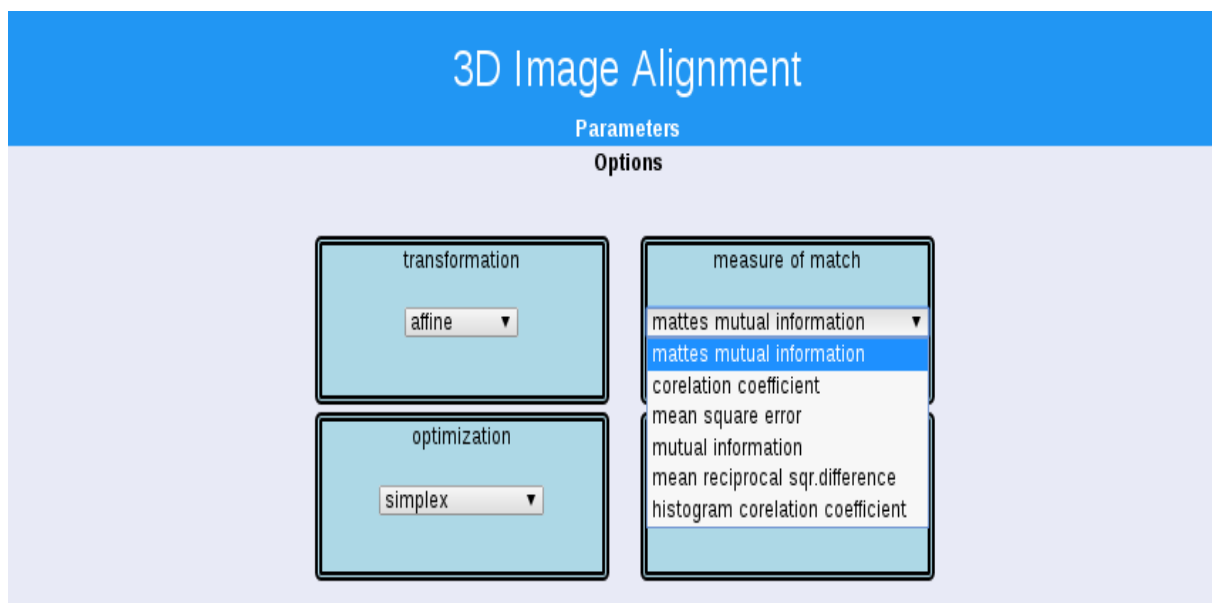 3D Image Alignment
Parameters
Options
transformation
affine
measure of match
mattes mutual information
mattes mutual information
corelation coefficient
mean square error
mutual information
mean reciprocal sqr.difference
histogram corelation coefficient
optimization
simplex